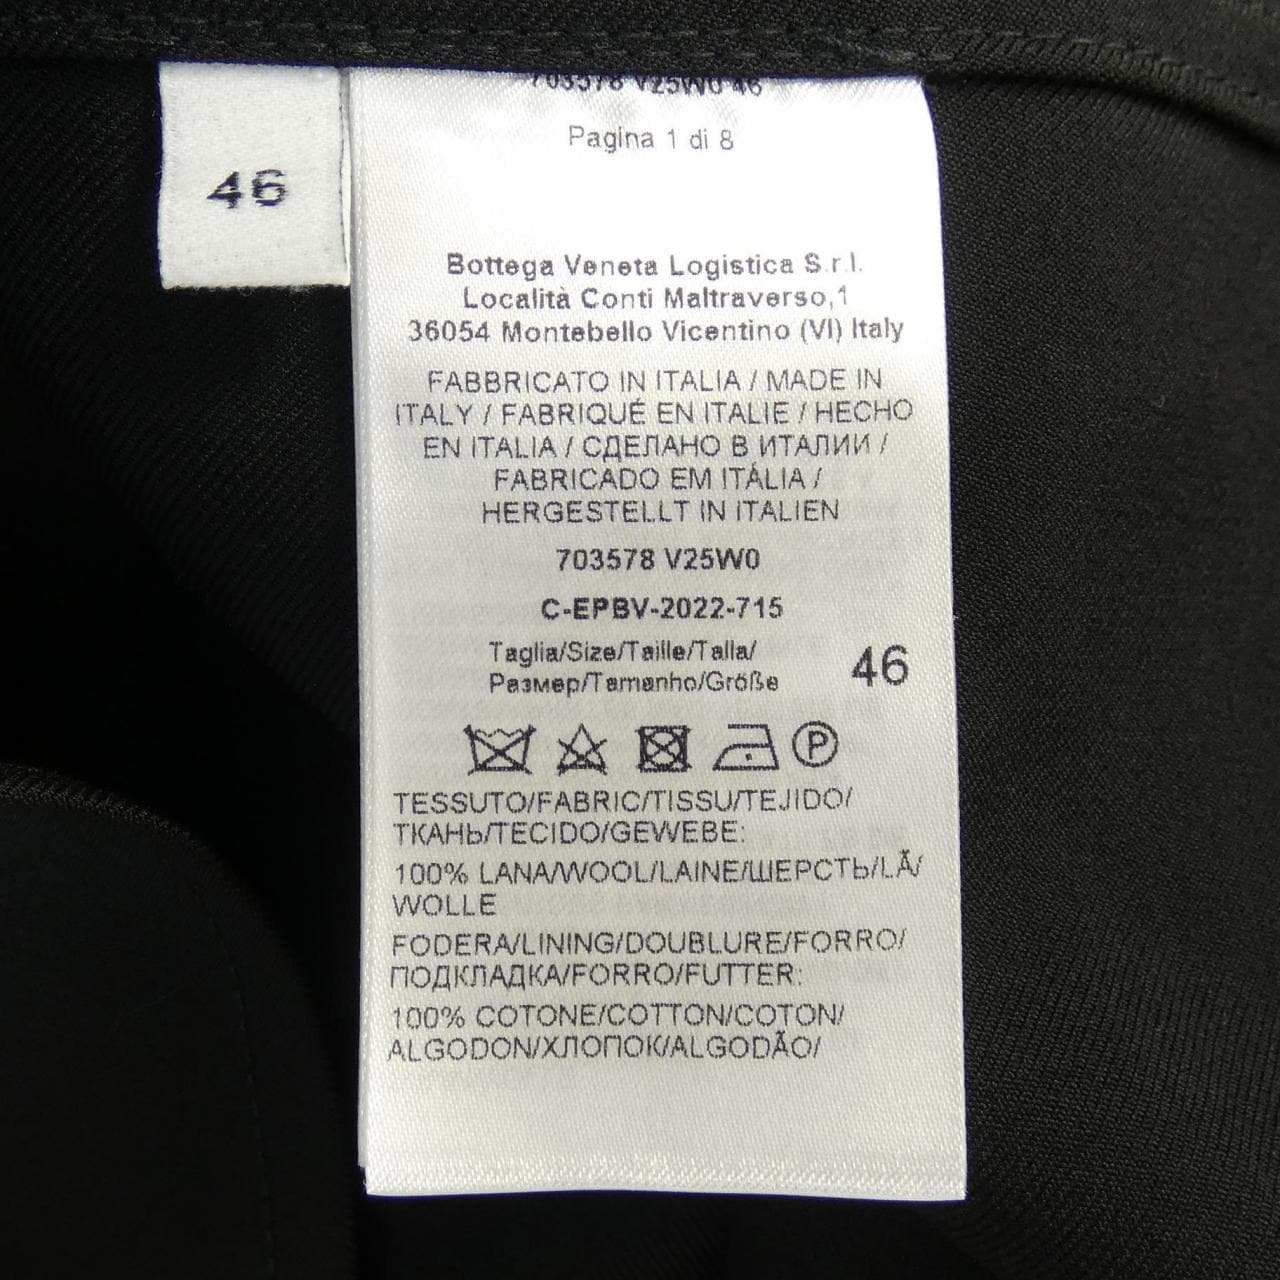 46
703578 V25W0 46
Pagina 1 di 8
Bottega Veneta Logistica S.r.l.
Località Conti Maltraverso,1
36054 Montebello Vicentino (VI) Italy
FABBRICATO IN ITALIA / MADE IN
ITALY / FABRIQUÉ EN ITALIE / HECHO
EN ITALIA / СДЕЛАНО В ИТАЛИИ /
FABRICADO EM ITÁLIA /
HERGESTELLT IN ITALIEN
703578 V25W0
C-EPBV-2022-715
Taglia/Size/Taille/Talla/
Размер/Tamanho/Größe
46
P
TESSUTO/FABRIC/TISSU/TEJIDO/
ТКАНЬ/TECIDO/GEWEBE:
100% LANA/WOOL/LAINE/ШЕРСТЬ/LÃ/
WOLLE
FODERA/LINING/DOUBLURE/FORRO/
ПОДКЛАДКА/FORRO/FUTTER:
100% COTONE/COTTON/COTON/
ALGODON/ХЛОПОК/ALGODÃO/